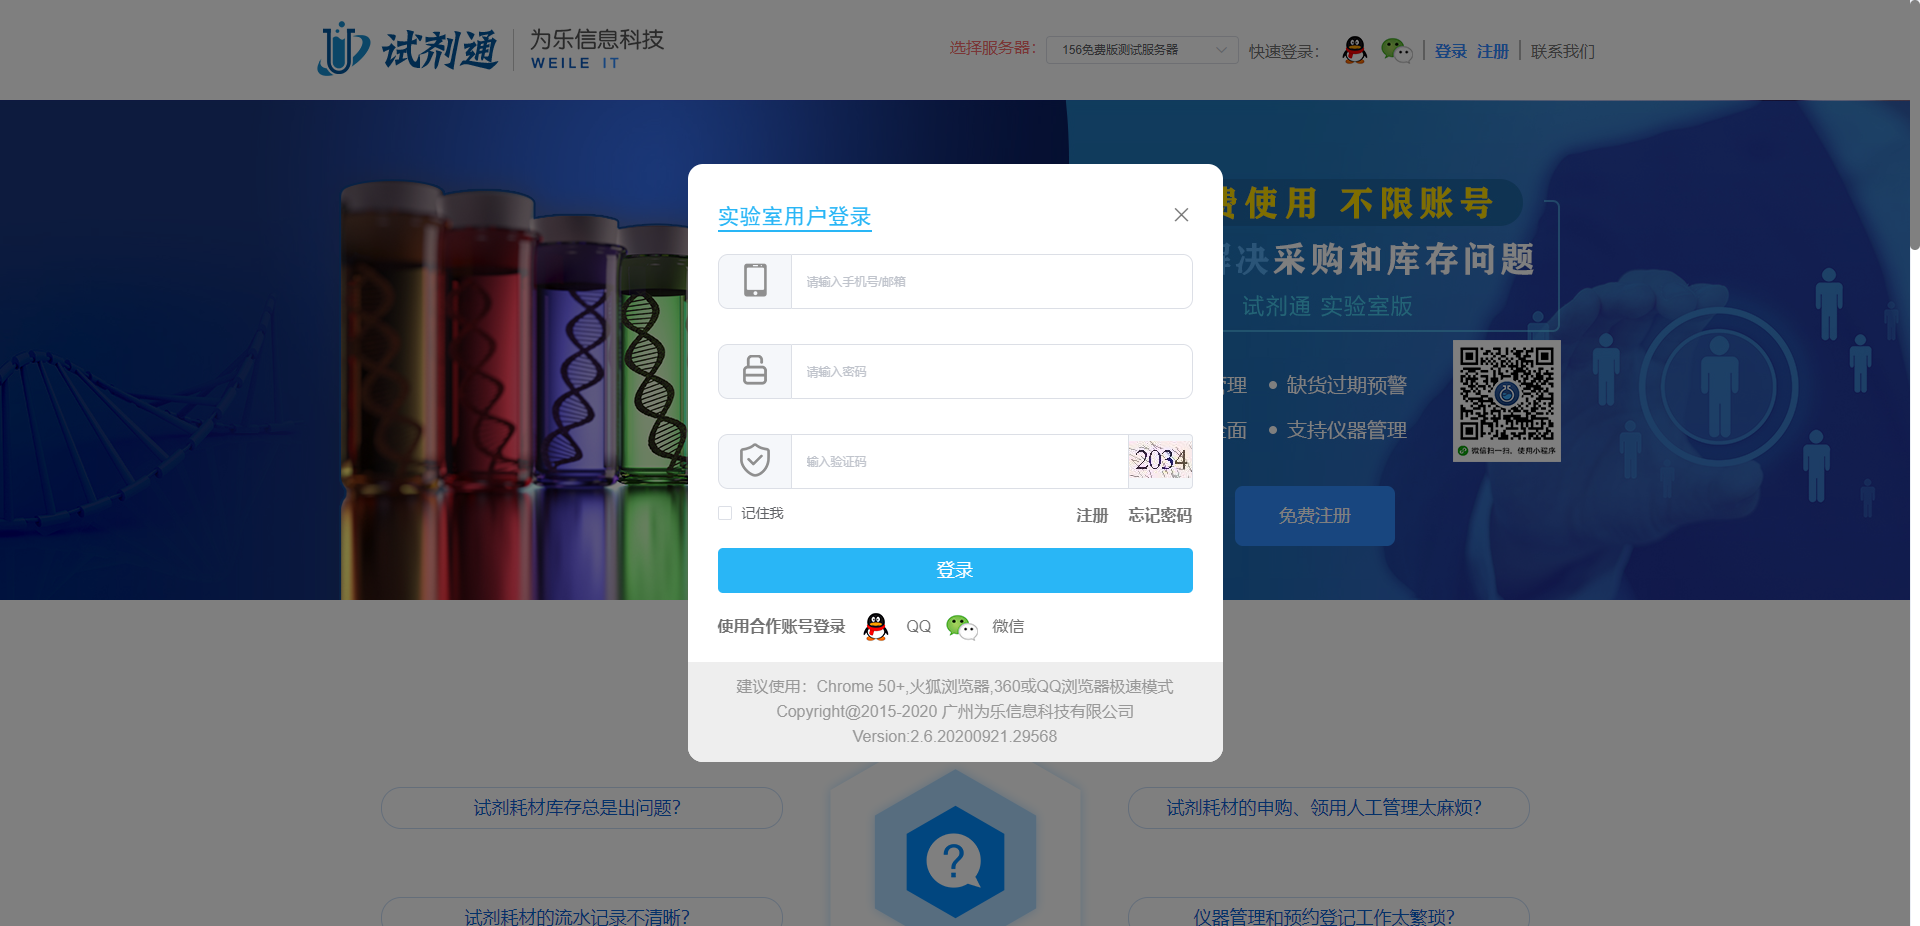 试剂通
为乐信息科技
WEILE IT
选择服务器：
156免费版测试服务器
快速登录：
登录 注册
联系我们
费使用 不限账号
解决采购和库存问题
试剂通 实验室版
管理 • 缺货过期预警
全面 • 支持仪器管理
微信扫一扫，使用小程序
免费注册
实验室用户登录
请输入手机号/邮箱
请输入密码
输入验证码
2034
记住我
注册 忘记密码
登录
使用合作账号登录 QQ 微信
建议使用：Chrome 50+,火狐浏览器,360或QQ浏览器极速模式
Copyright@2015-2020 广州为乐信息科技有限公司
Version:2.6.20200921.29568
试剂耗材库存总是出问题？
试剂耗材的申购、领用人工管理太麻烦？
?
试剂耗材的流水记录不清晰？
仪器管理和预约登记工作太繁琐？